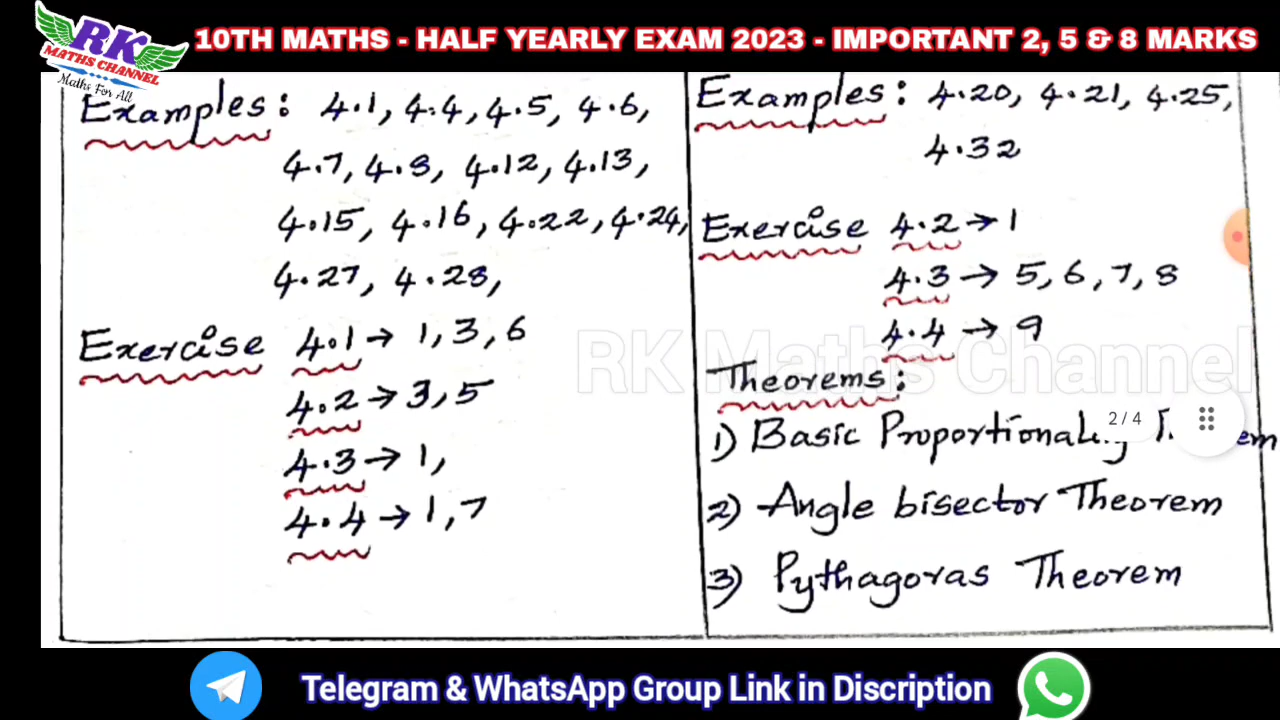 RK
MATHS CHANNEL
Maths For All
10TH MATHS - HALF YEARLY EXAM 2023 - IMPORTANT 2, 5 & 8 MARKS
Examples: 4.1, 4.4, 4.5, 4.6,
4.7, 4.8, 4.12, 4.13,
4.15, 4.16, 4.22, 4.24,
4.27, 4.28,
Exercise 4.1 → 1, 3, 6
4.2 → 3, 5
4.3 → 1,
4.4 → 1, 7
Examples: 4.20, 4.21, 4.25,
4.32
Exercise 4.2 → 1
4.3 → 5, 6, 7, 8
4.4 → 9
RK Maths Channel
Theorems:
2/4
1) Basic Proportionality
2) Angle bisector Theorem
3) Pythagoras Theorem
Telegram & WhatsApp Group Link in Discription